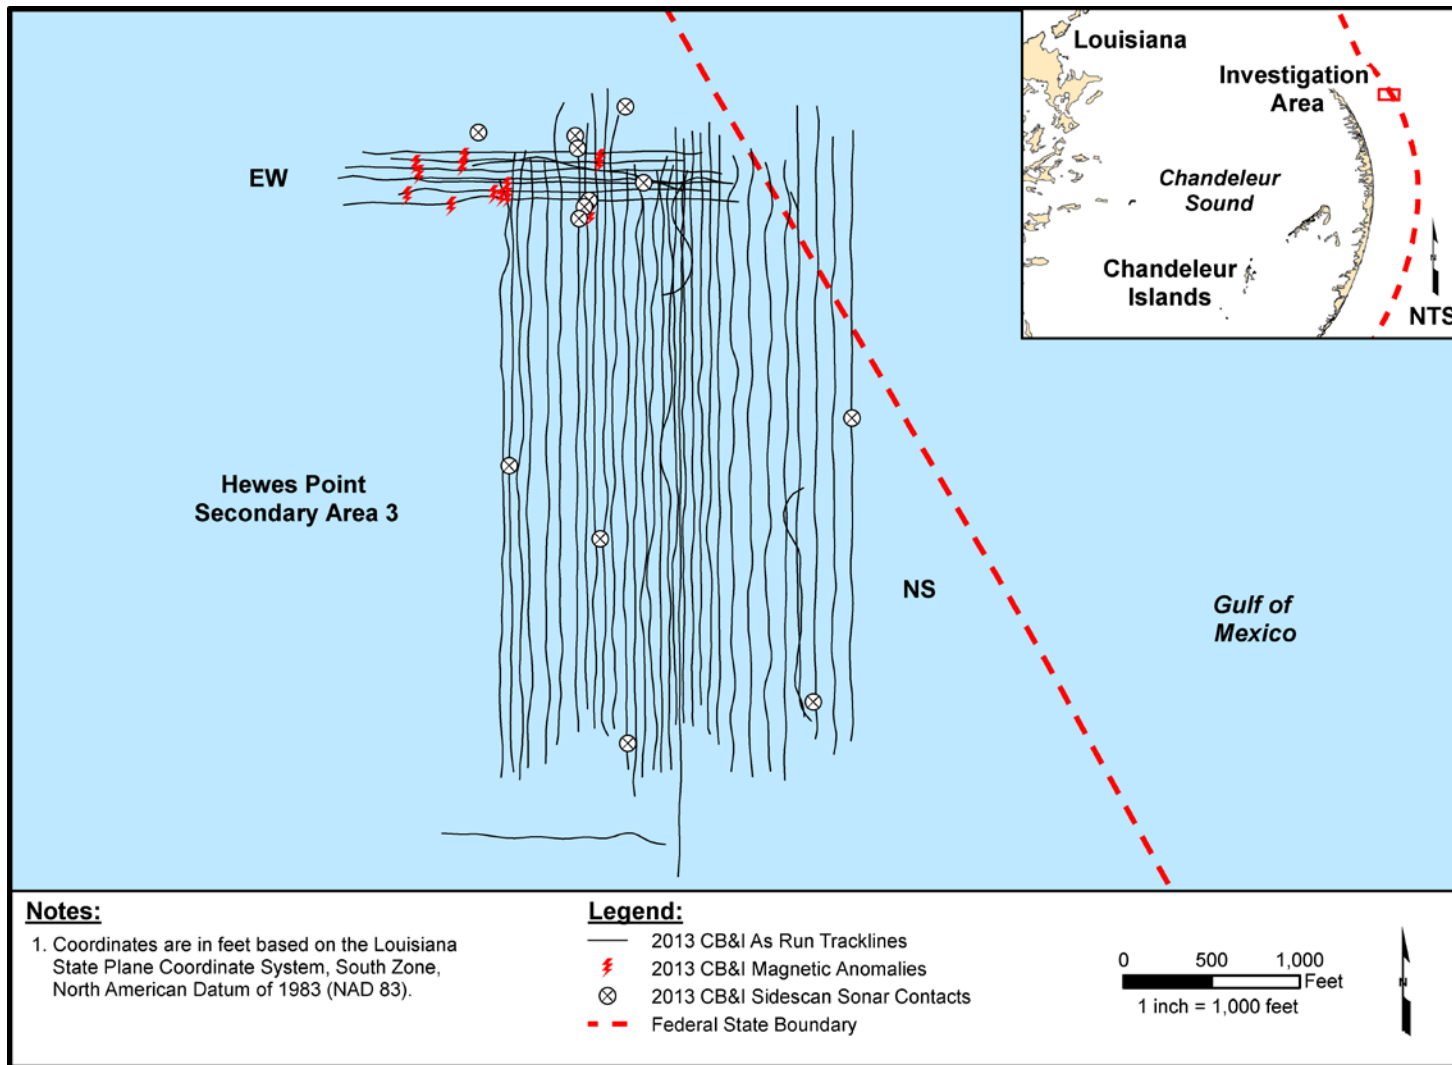 Louisiana
Investigation
Area
Chandeleur
Sound
Chandeleur
Islands
N
NTS
EW
Hewes Point
Secondary Area 3
NS
Gulf of
Mexico
Notes:
1. Coordinates are in feet based on the Louisiana
State Plane Coordinate System, South Zone,
North American Datum of 1983 (NAD 83).
Legend:
2013 CB&I As Run Tracklines
2013 CB&I Magnetic Anomalies
2013 CB&I Sidescan Sonar Contacts
Federal State Boundary
0 500 1,000
Feet
1 inch = 1,000 feet
N